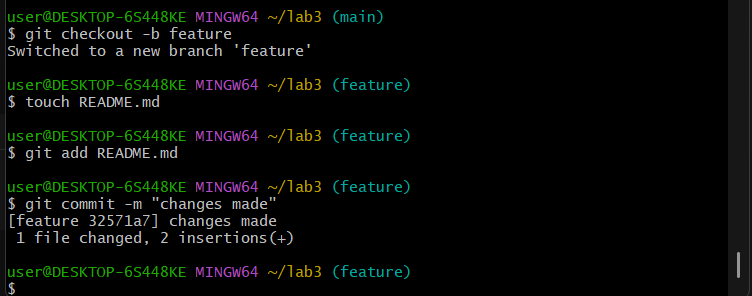 user@DESKTOP-6S448KE MINGW64 ~/lab3 (main)
$ git checkout -b feature
Switched to a new branch 'feature'
user@DESKTOP-6S448KE MINGW64 ~/lab3 (feature)
$ touch README.md
user@DESKTOP-6S448KE MINGW64 ~/lab3 (feature)
$ git add README.md
user@DESKTOP-6S448KE MINGW64 ~/lab3 (feature)
$ git commit -m "changes made"
[feature 32571a7] changes made
 1 file changed, 2 insertions(+)
user@DESKTOP-6S448KE MINGW64 ~/lab3 (feature)
$